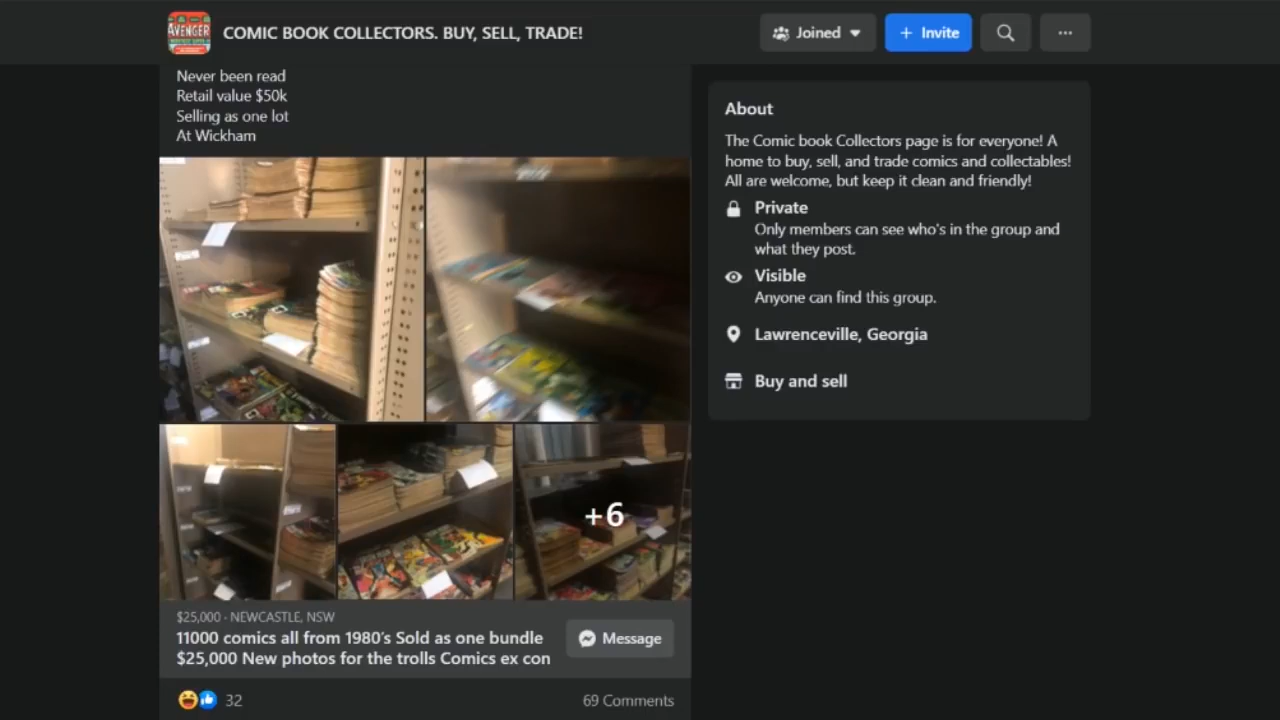 AVENGER
COMIC BOOK COLLECTORS. BUY, SELL, TRADE!
Joined
+ Invite
Never been read
Retail value $50k
Selling as one lot
At Wickham
+6
$25,000 · NEWCASTLE, NSW
11000 comics all from 1980's Sold as one bundle
$25,000 New photos for the trolls Comics ex con
Message
32
69 Comments
About
The Comic book Collectors page is for everyone! A
home to buy, sell, and trade comics and collectables!
All are welcome, but keep it clean and friendly!
Private
Only members can see who's in the group and
what they post.
Visible
Anyone can find this group.
Lawrenceville, Georgia
Buy and sell